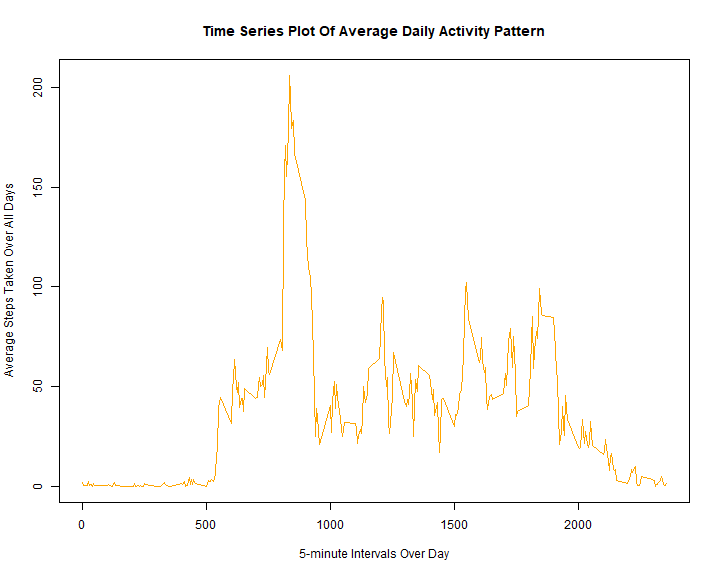 Time Series Plot Of Average Daily Activity Pattern
Average Steps Taken Over All Days
200
150
100
50
0
0 500 1000 1500 2000
5-minute Intervals Over Day